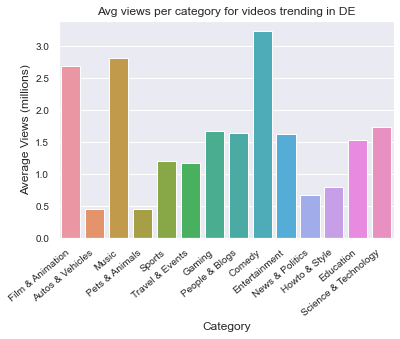 Avg views per category for videos trending in DE
Average Views (millions)
3.0
2.5
2.0
1.5
1.0
0.5
0.0
Film & Animation
Autos & Vehicles
Music
Pets & Animals
Sports
Travel & Events
Gaming
People & Blogs
Comedy
Entertainment
News & Politics
Howto & Style
Education
Science & Technology
Category